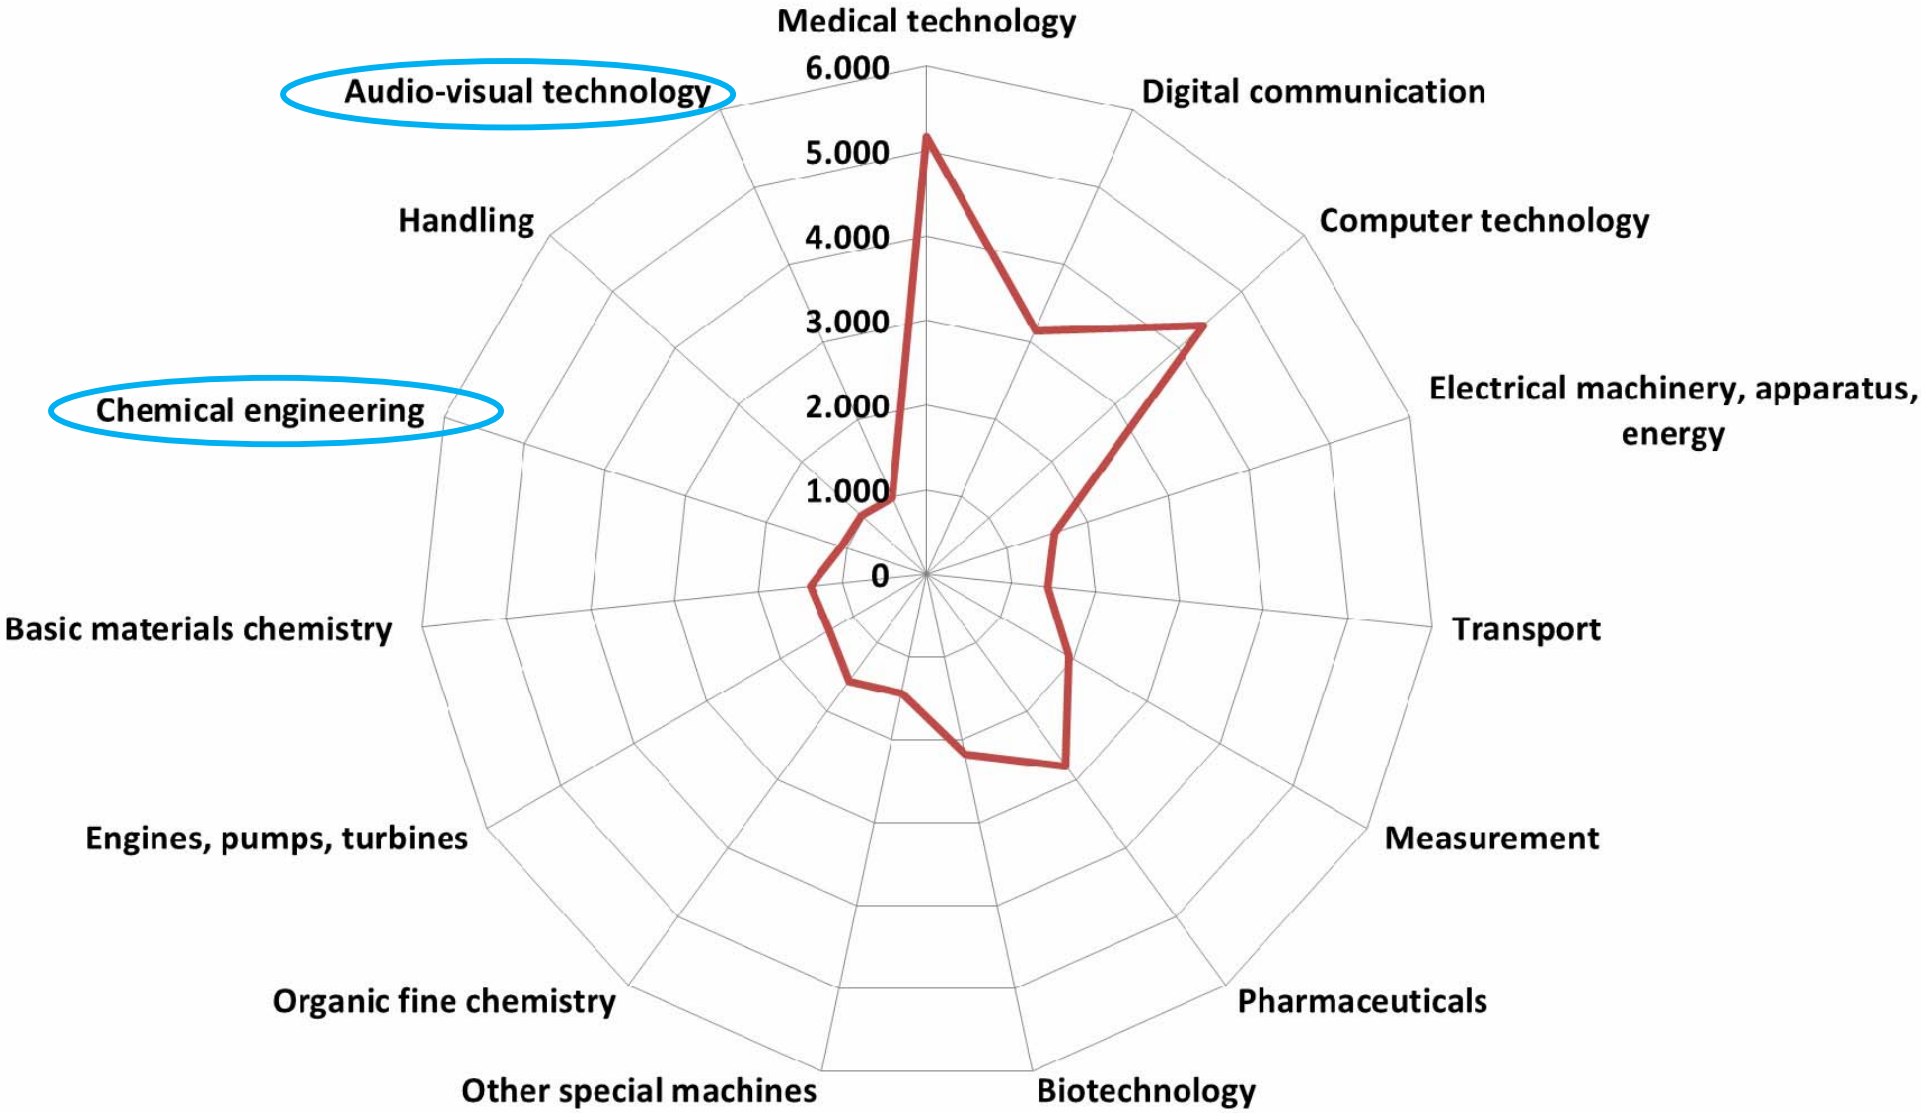 Medical technology
Audio-visual technology
6.000
Digital communication
5.000
Handling
4.000
Computer technology
3.000
Chemical engineering
2.000
Electrical machinery, apparatus,
energy
1.000
0
Basic materials chemistry
Transport
Engines, pumps, turbines
Measurement
Organic fine chemistry
Pharmaceuticals
Other special machines
Biotechnology